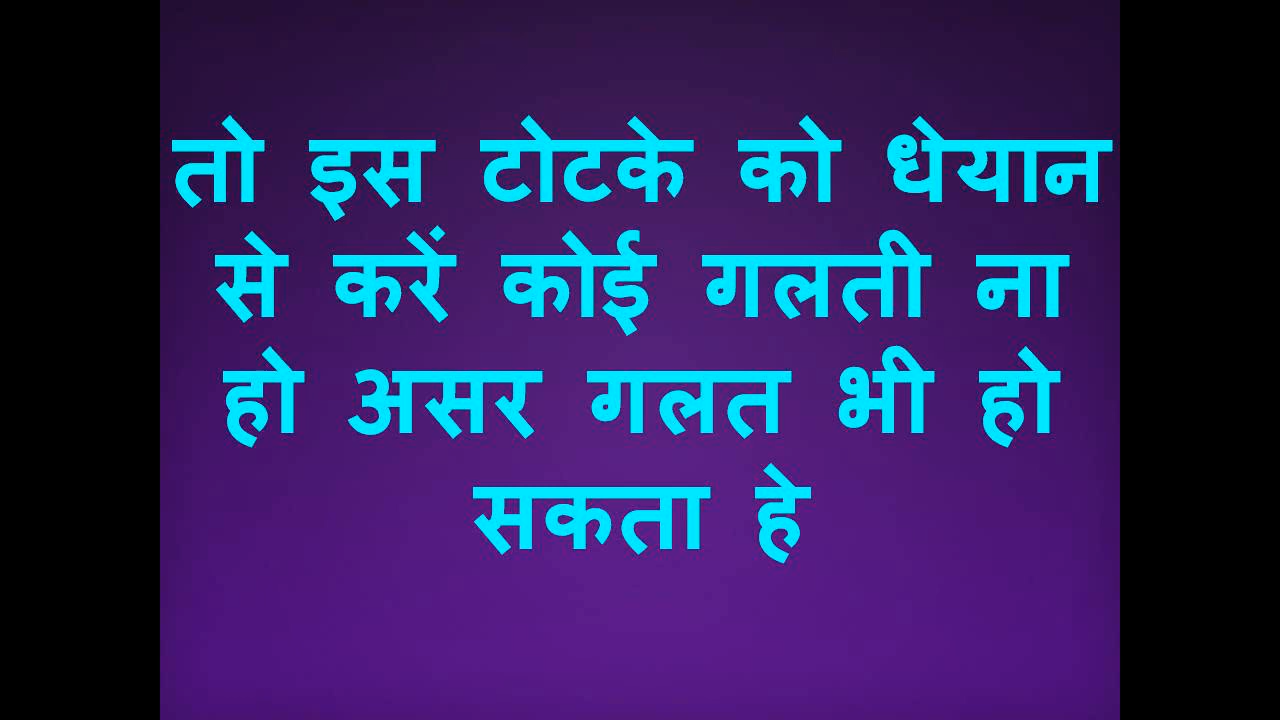 तो इस टोटके को धेयान
से करें कोई गलती ना
हो असर गलत भी हो
सकता हे